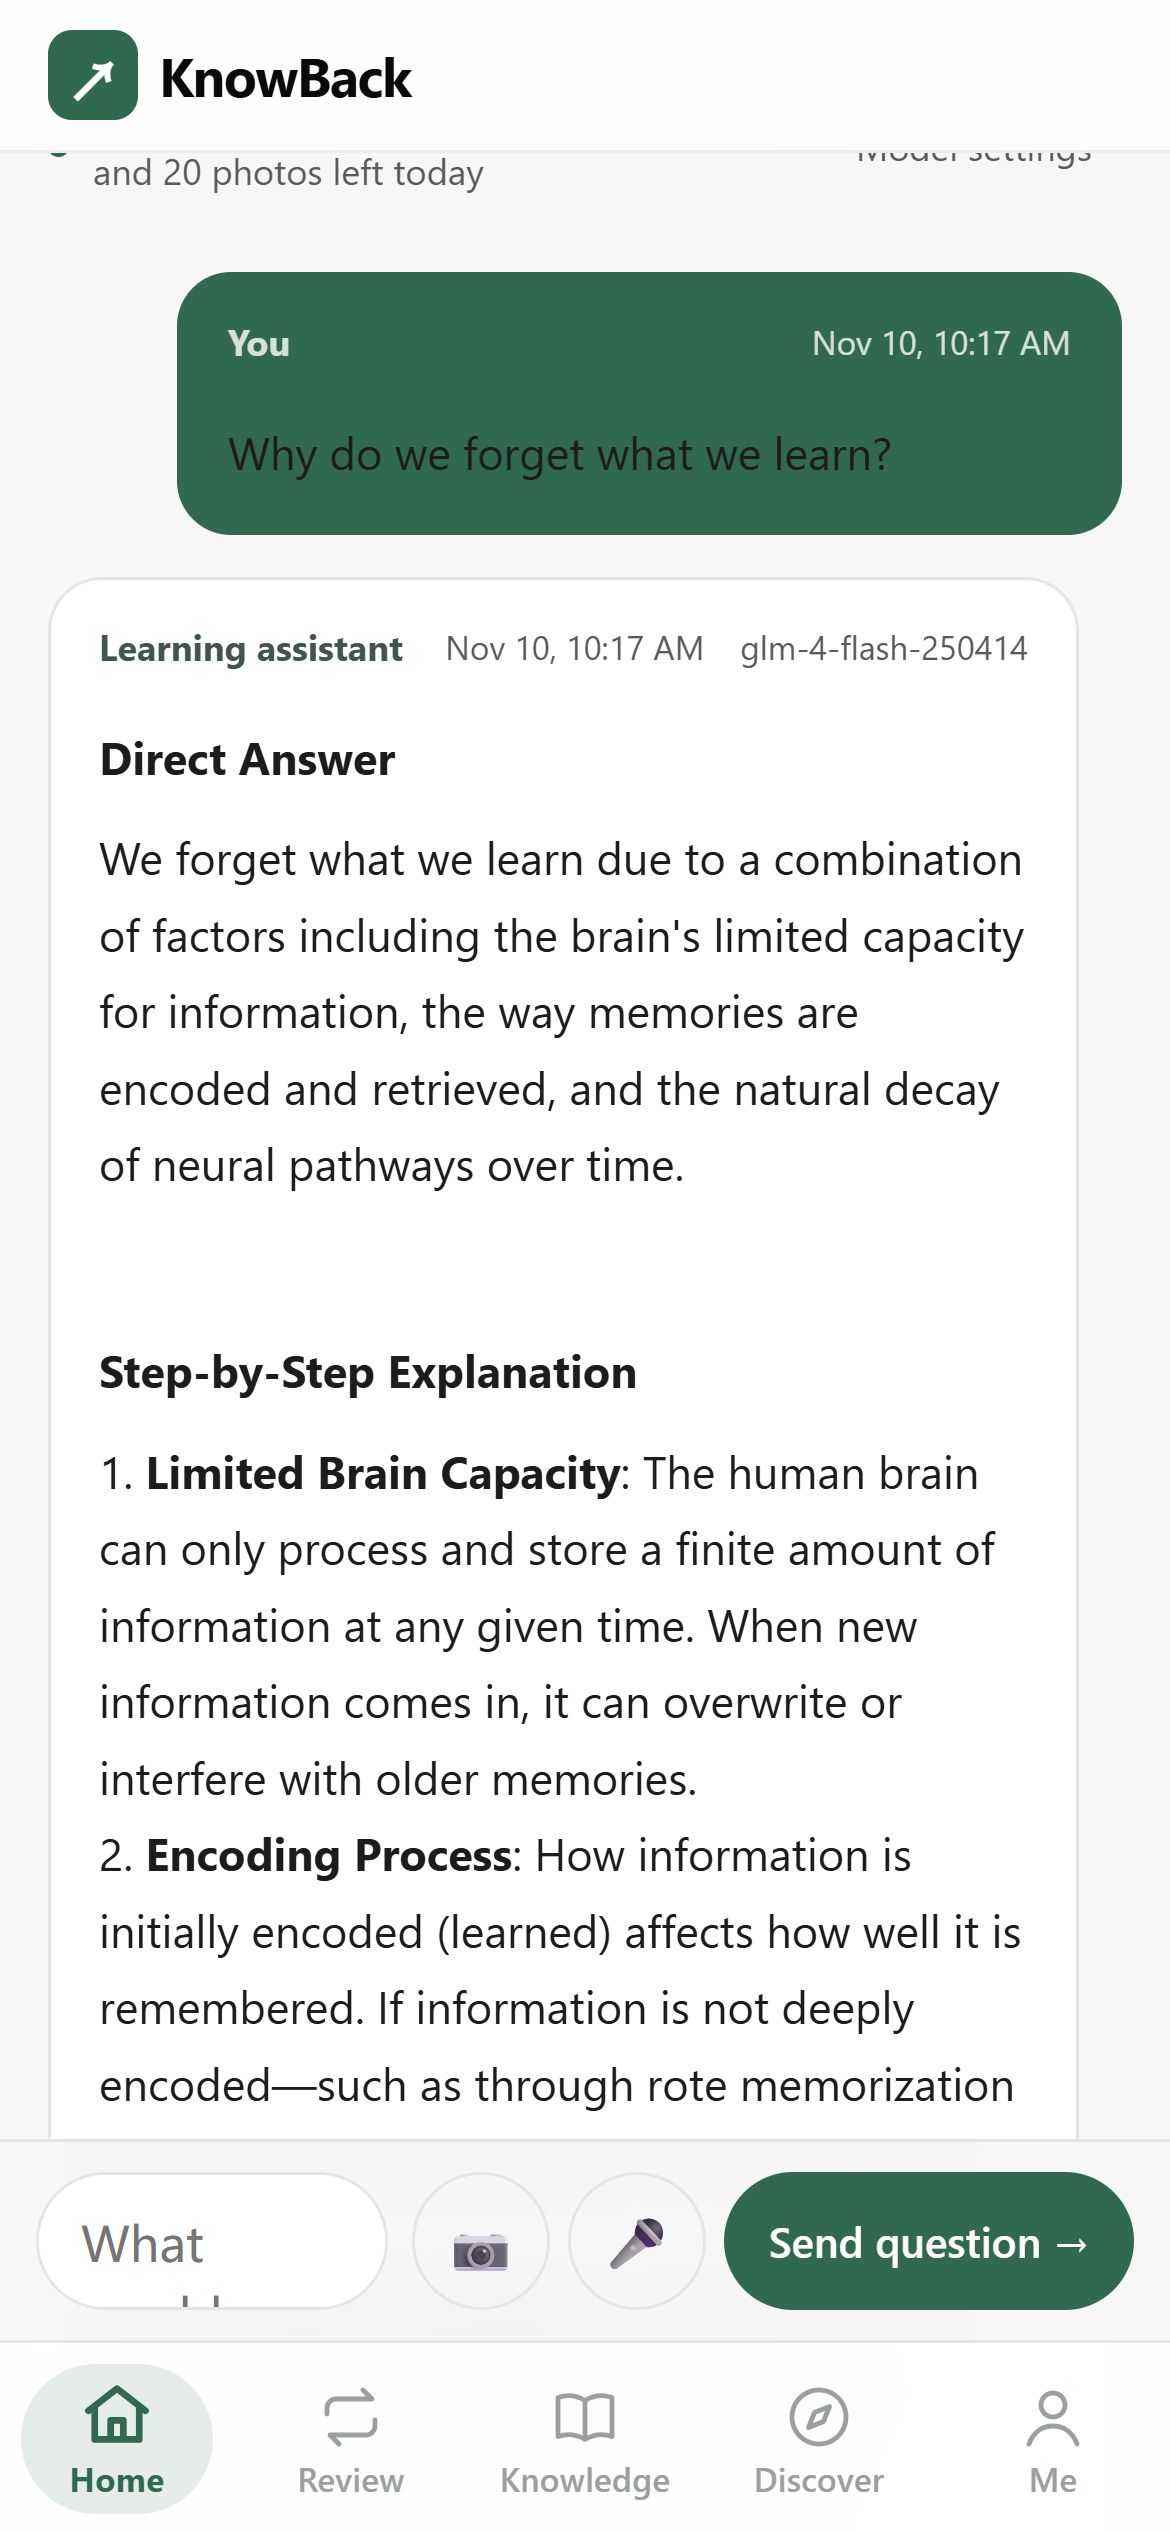 KnowBack
Model settings
and 20 photos left today
You Nov 10, 10:17 AM
Why do we forget what we learn?
Learning assistant Nov 10, 10:17 AM glm-4-flash-250414
Direct Answer
We forget what we learn due to a combination
of factors including the brain's limited capacity
for information, the way memories are
encoded and retrieved, and the natural decay
of neural pathways over time.
Step-by-Step Explanation
1. Limited Brain Capacity: The human brain
can only process and store a finite amount of
information at any given time. When new
information comes in, it can overwrite or
interfere with older memories.
2. Encoding Process: How information is
initially encoded (learned) affects how well it is
remembered. If information is not deeply
encoded—such as through rote memorization
What
Send question →
Home Review Knowledge Discover Me